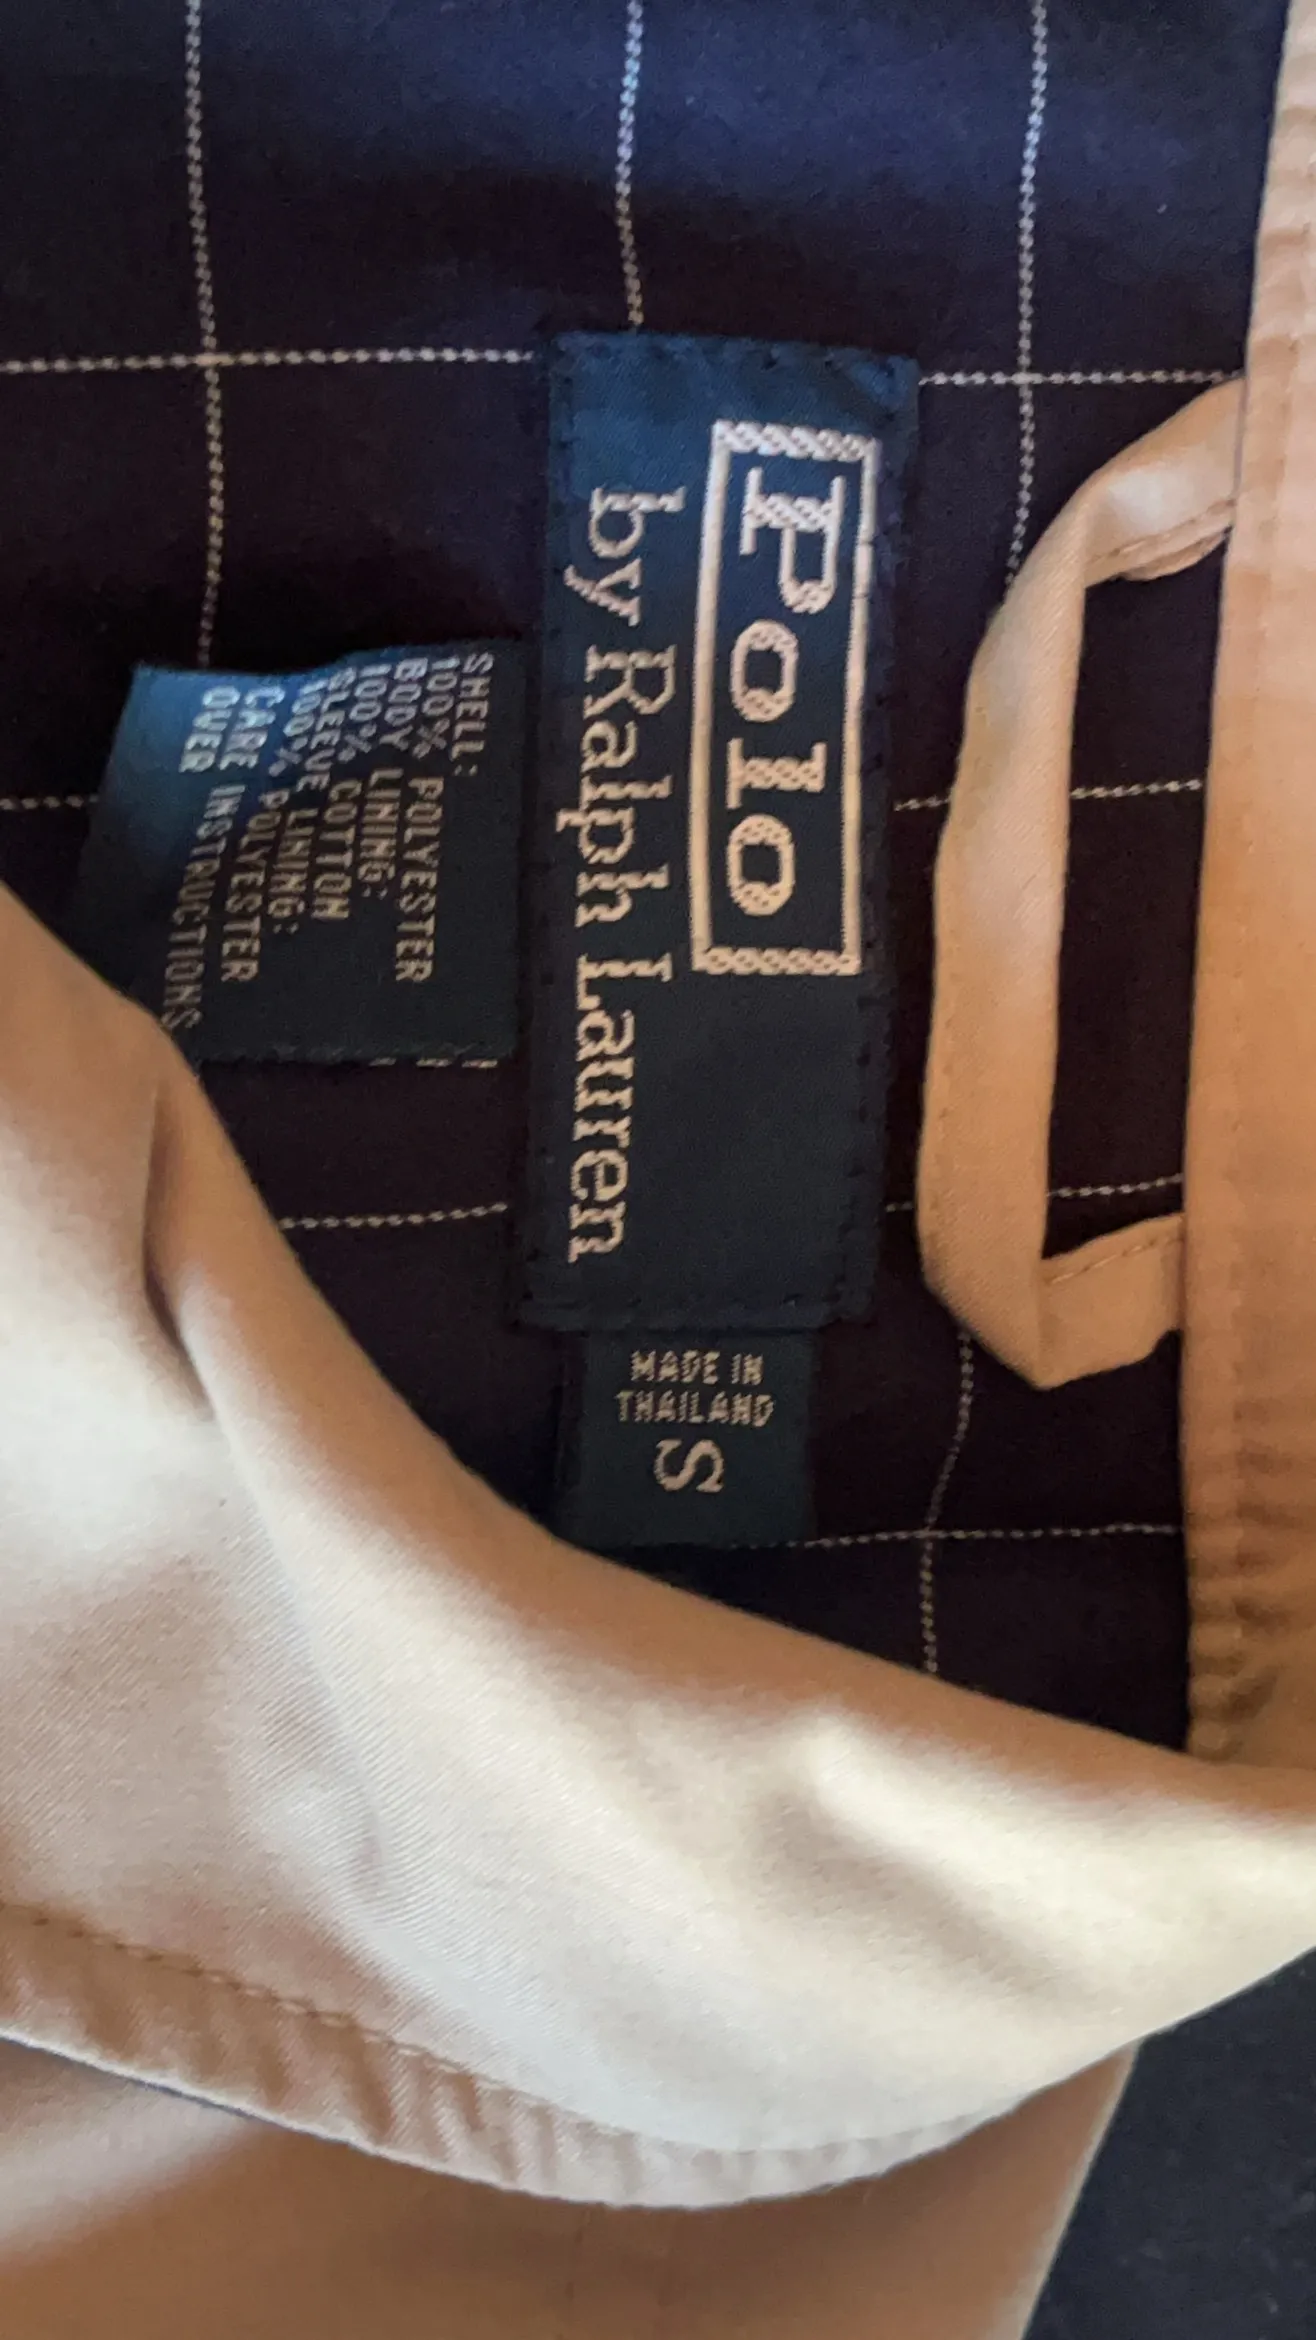 Polo
by Ralph Lauren
MADE IN
THAILAND
S
SHELL:
100% POLYESTER
BODY LINING:
100% COTTON
SLEEVE LINING:
100% POLYESTER
CARE INSTRUCTIONS
OVER